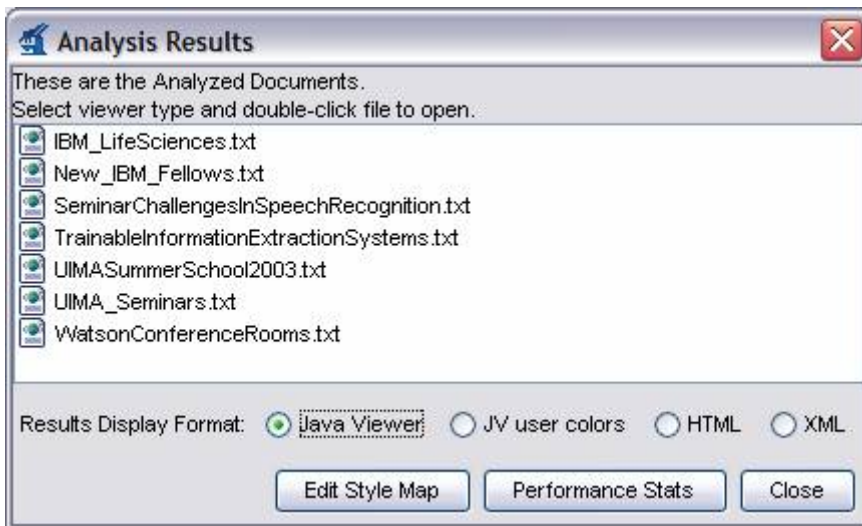 Analysis Results
These are the Analyzed Documents.
Select viewer type and double-click file to open.
IBM_LifeSciences.txt
New_IBM_Fellows.txt
SeminarChallengesInSpeechRecognition.txt
TrainableInformationExtractionSystems.txt
UIMASummerSchool2003.txt
UIMA_Seminars.txt
WatsonConferenceRooms.txt
Results Display Format: Java Viewer JV user colors HTML XML
Edit Style Map Performance Stats Close